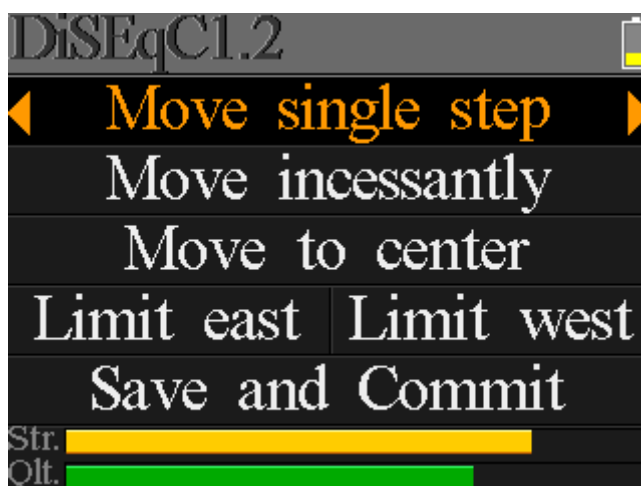 DiSEqC1.2
Move single step
Move incessantly
Move to center
Limit east Limit west
Save and Commit
Str.
Qlt.